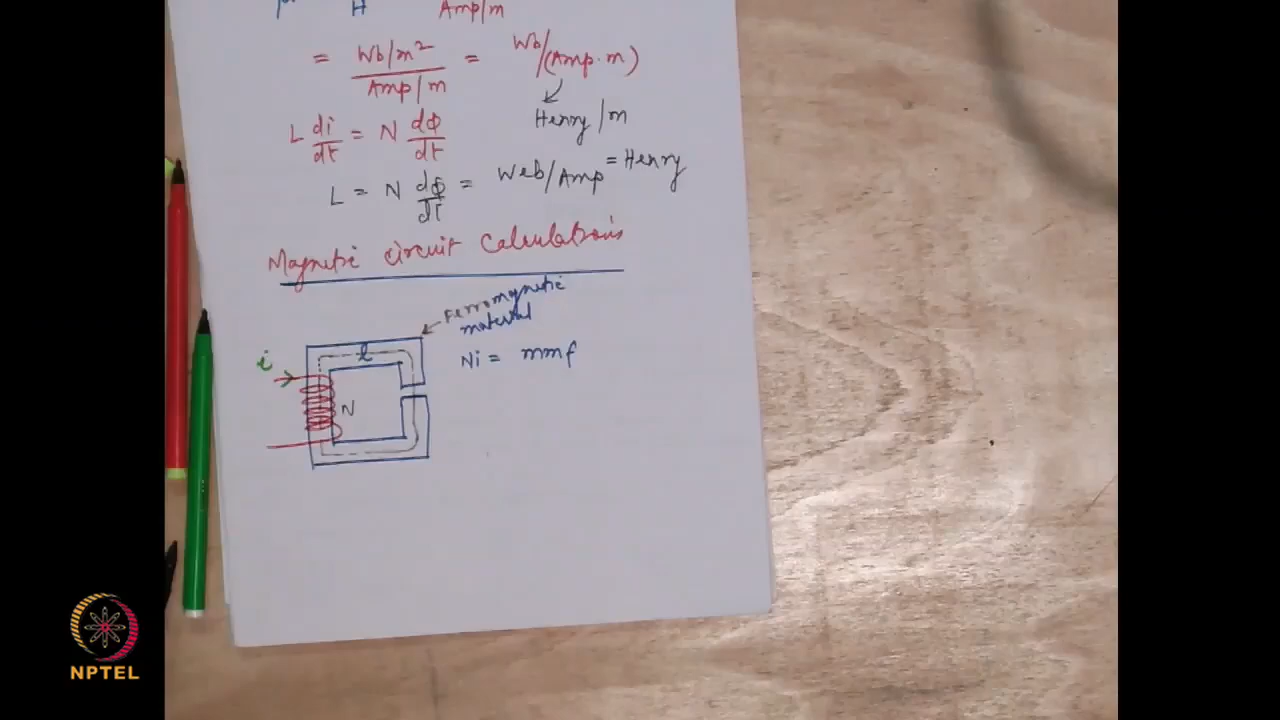 H Amp/m
= Wb/m² / Amp/m = Wb/(Amp·m)
Henry/m
L di/dt = N dΦ/dt
L = N dΦ/di = Web/Amp = Henry
Magnetic circuit Calculations
Ferromagnetic
material
i
l
Ni = mmf
N
NPTEL